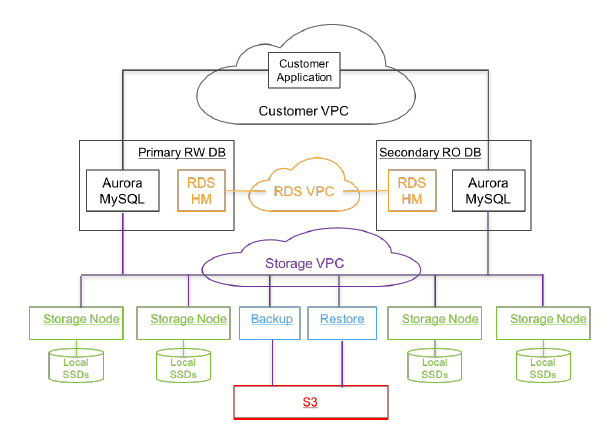 Customer
Application
Customer VPC
Primary RW DB
Secondary RO DB
Aurora
MySQL
RDS
HM
RDS VPC
RDS
HM
Aurora
MySQL
Storage VPC
Storage Node
Storage Node
Backup
Restore
Storage Node
Storage Node
Local
SSDs
Local
SSDs
Local
SSDs
Local
SSDs
S3